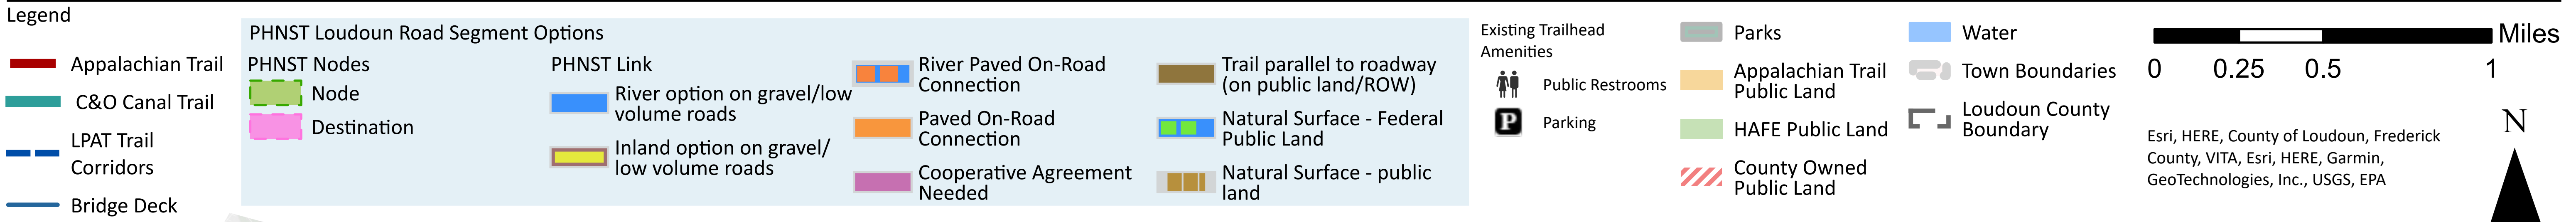 Legend
Appalachian Trail
C&O Canal Trail
LPAT Trail
Corridors
Bridge Deck
PHNST Loudoun Road Segment Options
PHNST Nodes
Node
Destination
PHNST Link
River option on gravel/low
volume roads
Inland option on gravel/
low volume roads
River Paved On-Road
Connection
Paved On-Road
Connection
Cooperative Agreement
Needed
Trail parallel to roadway
(on public land/ROW)
Natural Surface - Federal
Public Land
Natural Surface - public
land
Existing Trailhead
Amenities
Public Restrooms
P
Parking
Parks
Appalachian Trail
Public Land
HAFE Public Land
County Owned
Public Land
Water
Town Boundaries
Loudoun County
Boundary
Miles
0 0.25 0.5 1
Esri, HERE, County of Loudoun, Frederick
County, VITA, Esri, HERE, Garmin,
GeoTechnologies, Inc., USGS, EPA
N